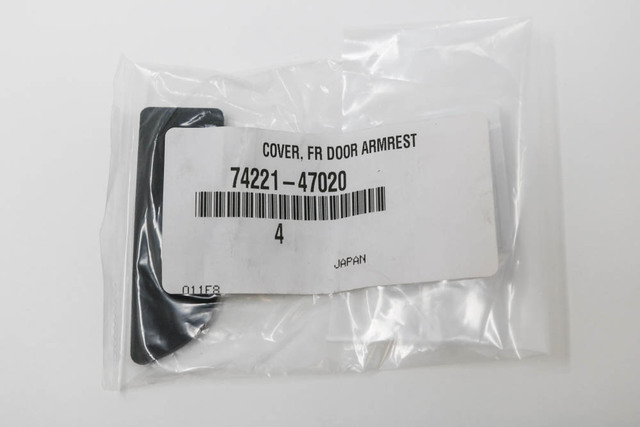 COVER, FR DOOR ARMREST
74221-47020
4
JAPAN
011F8